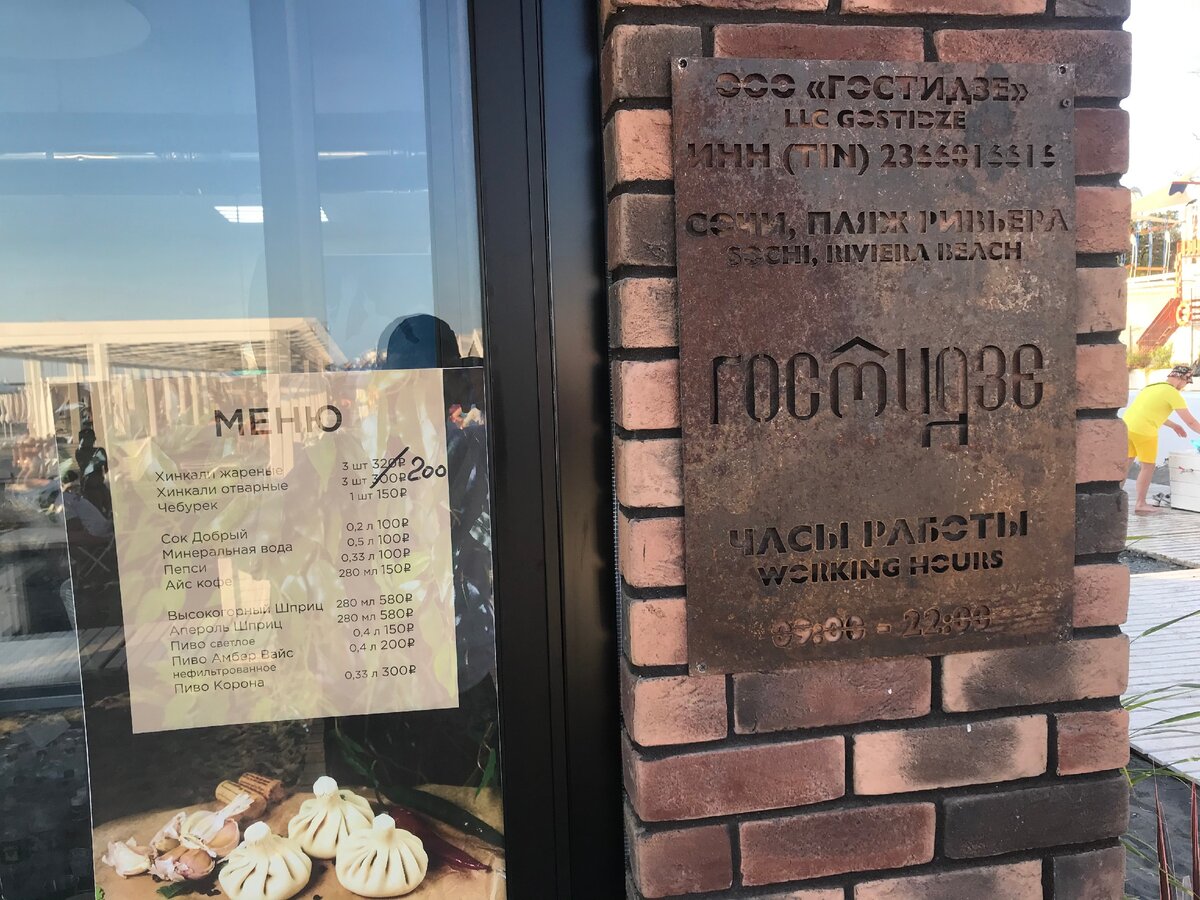 МЕНЮ
Хинкали жареные 3 шт 320₽
Хинкали отварные 3 шт 300₽ /200
Чебурек 1 шт 150₽
Сок Добрый 0,2 л 100₽
Минеральная вода 0,5 л 100₽
Пепси 0,33 л 100₽
Айс кофе 280 мл 150₽
Высокогорный Шприц 280 мл 580₽
Апероль Шприц 280 мл 580₽
Пиво светлое 0,4 л 150₽
Пиво Амбер Вайс 0,4 л 200₽
нефильтрованное
Пиво Корона 0,33 л 300₽
ООО «ГОСТИДЗЕ»
LLC GOSTIDZE
ИНН (TIN) 2366016616
СОЧИ, ПЛЯЖ РИВЬЕРА
SOCHI, RIVIERA BEACH
гостидзе
ЧАСЫ РАБОТЫ
WORKING HOURS
09:00 - 22:00